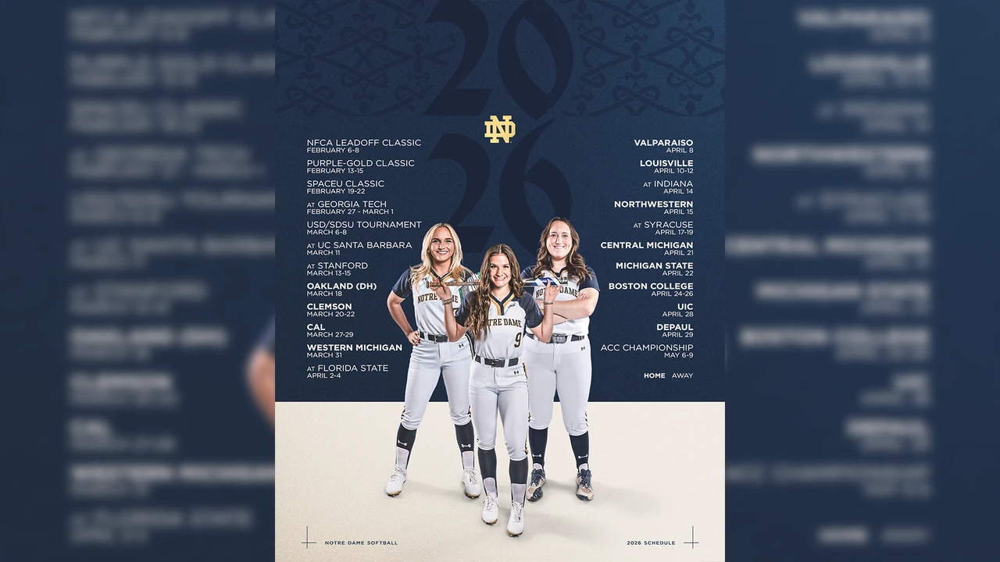 2026
ND
NFCA LEADOFF CLASSIC
FEBRUARY 6-8
PURPLE-GOLD CLASSIC
FEBRUARY 13-15
SPACEU CLASSIC
FEBRUARY 19-22
AT GEORGIA TECH
FEBRUARY 27 - MARCH 1
USD/SDSU TOURNAMENT
MARCH 6-8
AT UC SANTA BARBARA
MARCH 11
AT STANFORD
MARCH 13-15
OAKLAND (DH)
MARCH 18
CLEMSON
MARCH 20-22
CAL
MARCH 27-29
WESTERN MICHIGAN
MARCH 31
AT FLORIDA STATE
APRIL 2-4
VALPARAISO
APRIL 8
LOUISVILLE
APRIL 10-12
AT INDIANA
APRIL 14
NORTHWESTERN
APRIL 15
AT SYRACUSE
APRIL 17-19
CENTRAL MICHIGAN
APRIL 21
MICHIGAN STATE
APRIL 22
BOSTON COLLEGE
APRIL 24-26
UIC
APRIL 28
DEPAUL
APRIL 29
ACC CHAMPIONSHIP
MAY 6-9
HOME AWAY
NOTRE DAME
NOTRE DAME
9
NOTRE DAME SOFTBALL
2026 SCHEDULE